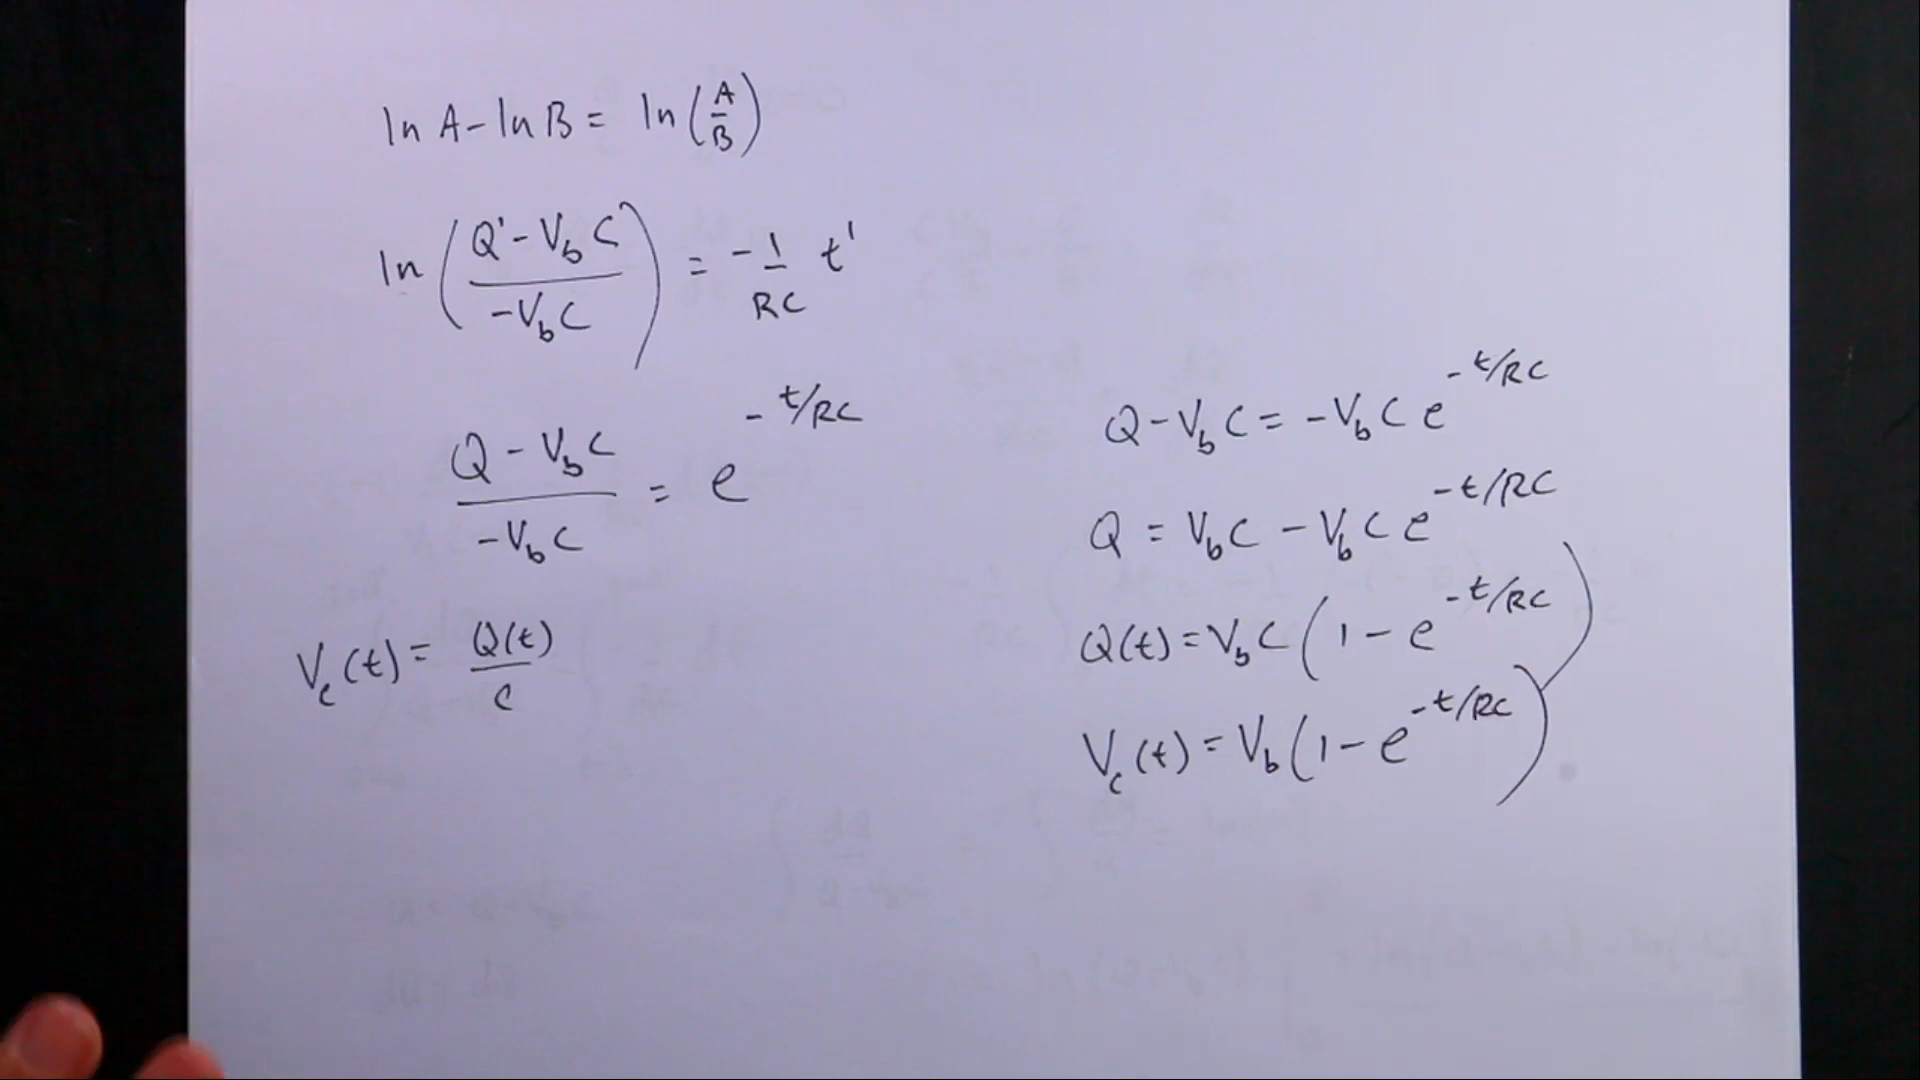 ln A - ln B = ln(A/B)
ln((Q' - V_b C)/(-V_b C)) = -1/RC t'
(Q - V_b C)/(-V_b C) = e^(-t/RC)
V_c(t) = Q(t)/C
Q - V_b C = -V_b C e^(-t/RC)
Q = V_b C - V_b C e^(-t/RC)
Q(t) = V_b C (1 - e^(-t/RC))
V_c(t) = V_b (1 - e^(-t/RC))